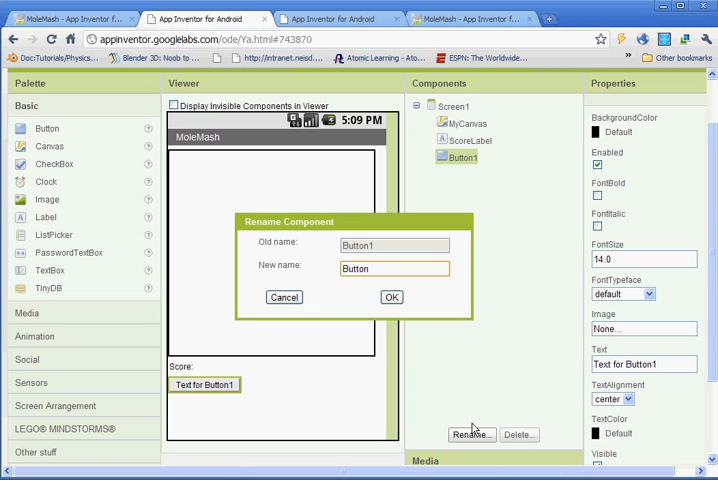 MoleMash - App Inventor f...
App Inventor for Android
App Inventor for Android
MoleMash - App Inventor f...
appinventor.googlelabs.com/ode/Ya.html#743870
Doc:Tutorials/Physics...
Blender 3D: Noob to ...
http://intranet.neisd...
Atomic Learning - Ato...
ESPN: The Worldwide...
Other bookmarks
Palette
Viewer
Components
Properties
Basic
Button
Canvas
CheckBox
Clock
Image
Label
ListPicker
PasswordTextBox
TextBox
TinyDB
Media
Animation
Social
Sensors
Screen Arrangement
LEGO® MINDSTORMS®
Other stuff
Display Invisible Components in Viewer
5:09 PM
MoleMash
Score:
Text for Button1
Rename Component
Old name:
Button1
New name:
Button
Cancel
OK
Screen1
MyCanvas
ScoreLabel
Button1
Rename...
Delete...
Media
BackgroundColor
Default
Enabled
FontBold
FontItalic
FontSize
14.0
FontTypeface
default
Image
None...
Text
Text for Button1
TextAlignment
center
TextColor
Default
Visible